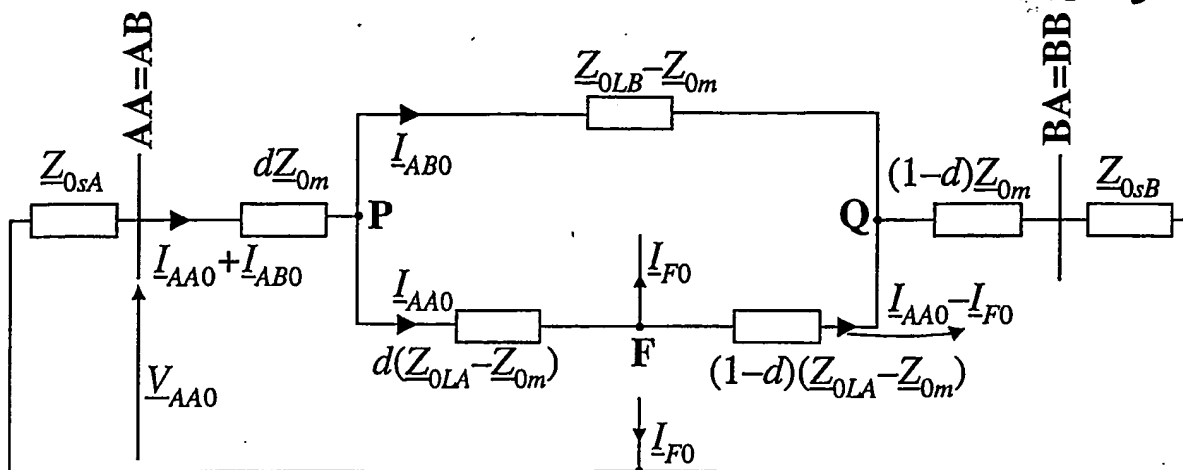 AA=AB
BA=BB
Z0LB−Z0m
IAB0
Z0sA
dZ0m
P
Q
(1−d)Z0m
Z0sB
IAA0+IAB0
IAA0
IF0
IAA0−IF0
d(Z0LA−Z0m)
F
(1−d)(Z0LA−Z0m)
VAA0
IF0